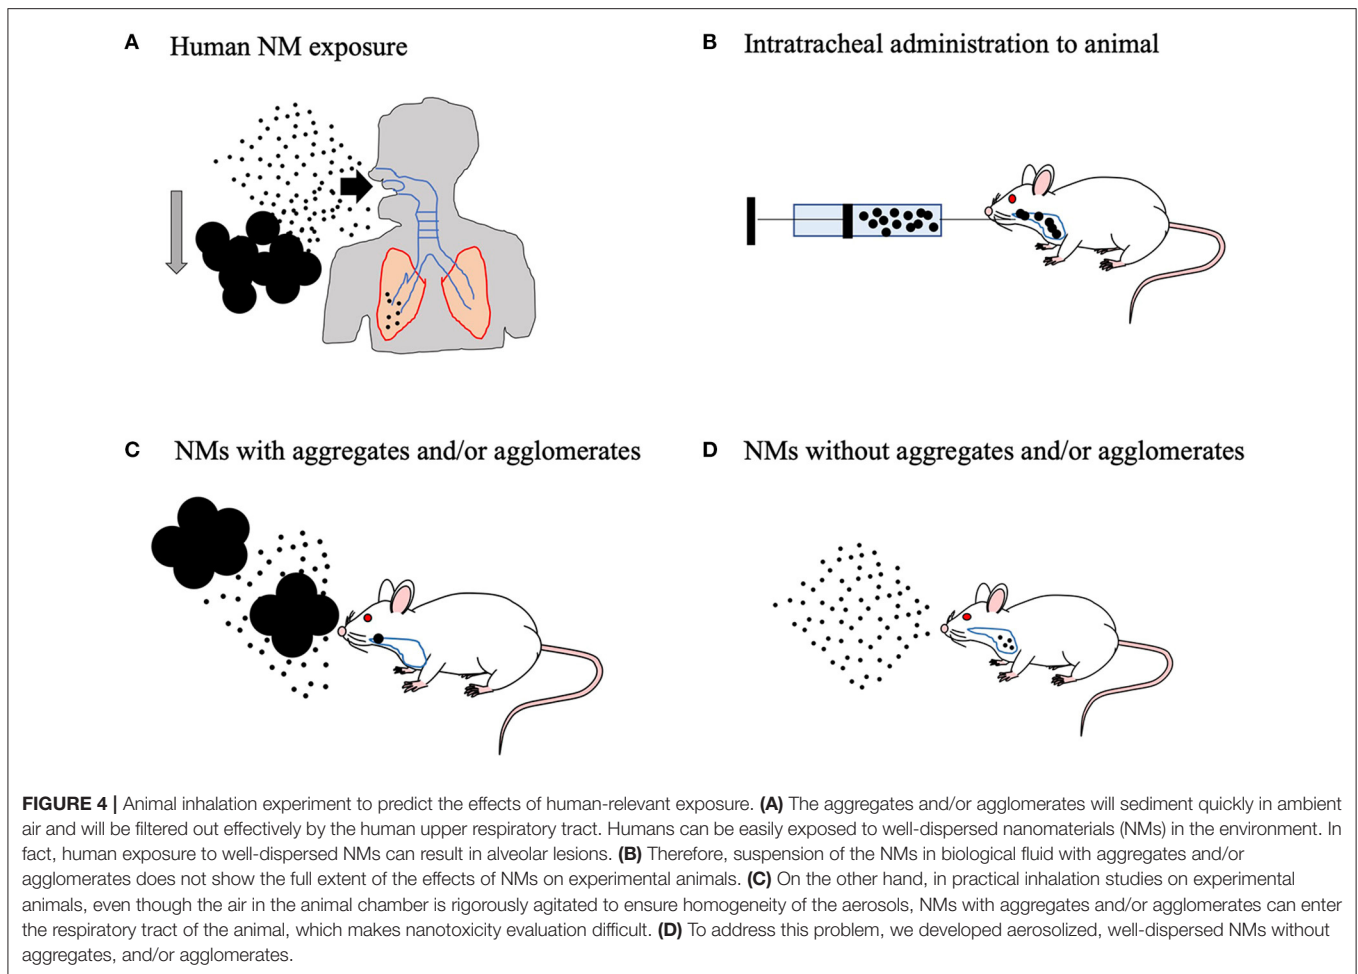 A Human NM exposure
B Intratracheal administration to animal
C NMs with aggregates and/or agglomerates
D NMs without aggregates and/or agglomerates
FIGURE 4 | Animal inhalation experiment to predict the effects of human-relevant exposure. (A) The aggregates and/or agglomerates will sediment quickly in ambient
air and will be filtered out effectively by the human upper respiratory tract. Humans can be easily exposed to well-dispersed nanomaterials (NMs) in the environment. In
fact, human exposure to well-dispersed NMs can result in alveolar lesions. (B) Therefore, suspension of the NMs in biological fluid with aggregates and/or
agglomerates does not show the full extent of the effects of NMs on experimental animals. (C) On the other hand, in practical inhalation studies on experimental
animals, even though the air in the animal chamber is rigorously agitated to ensure homogeneity of the aerosols, NMs with aggregates and/or agglomerates can enter
the respiratory tract of the animal, which makes nanotoxicity evaluation difficult. (D) To address this problem, we developed aerosolized, well-dispersed NMs without
aggregates, and/or agglomerates.